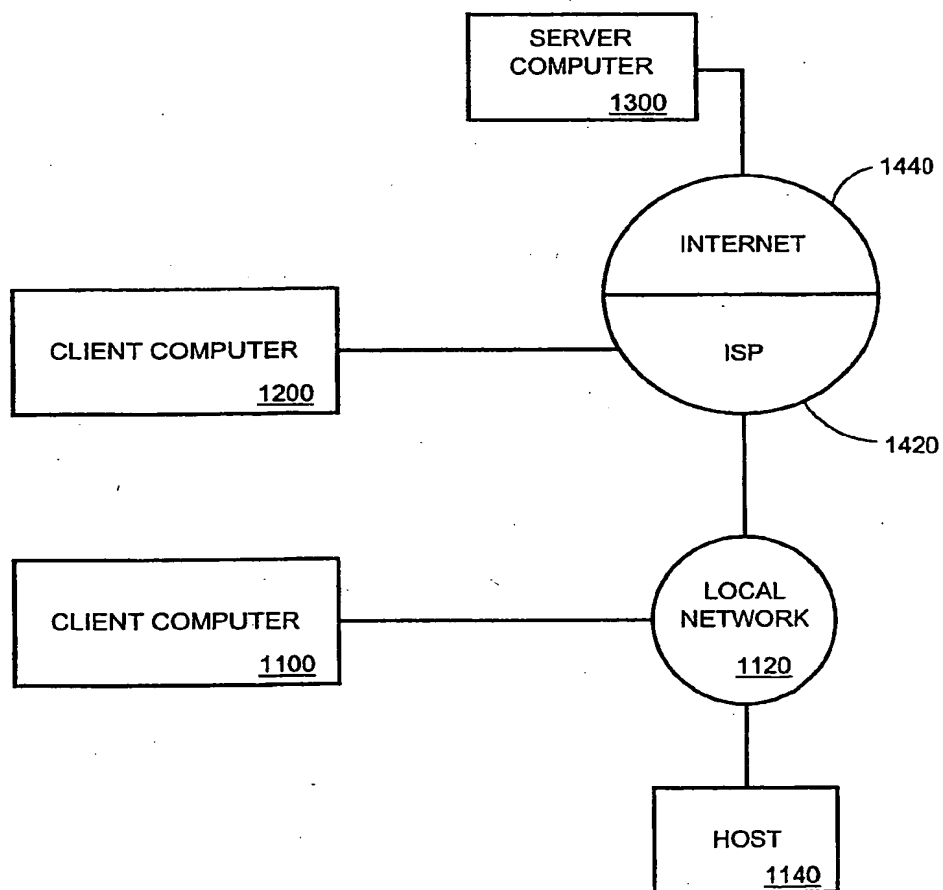 SERVER
COMPUTER
1300
1440
INTERNET
ISP
1420
CLIENT COMPUTER
1200
CLIENT COMPUTER
1100
LOCAL
NETWORK
1120
HOST
1140